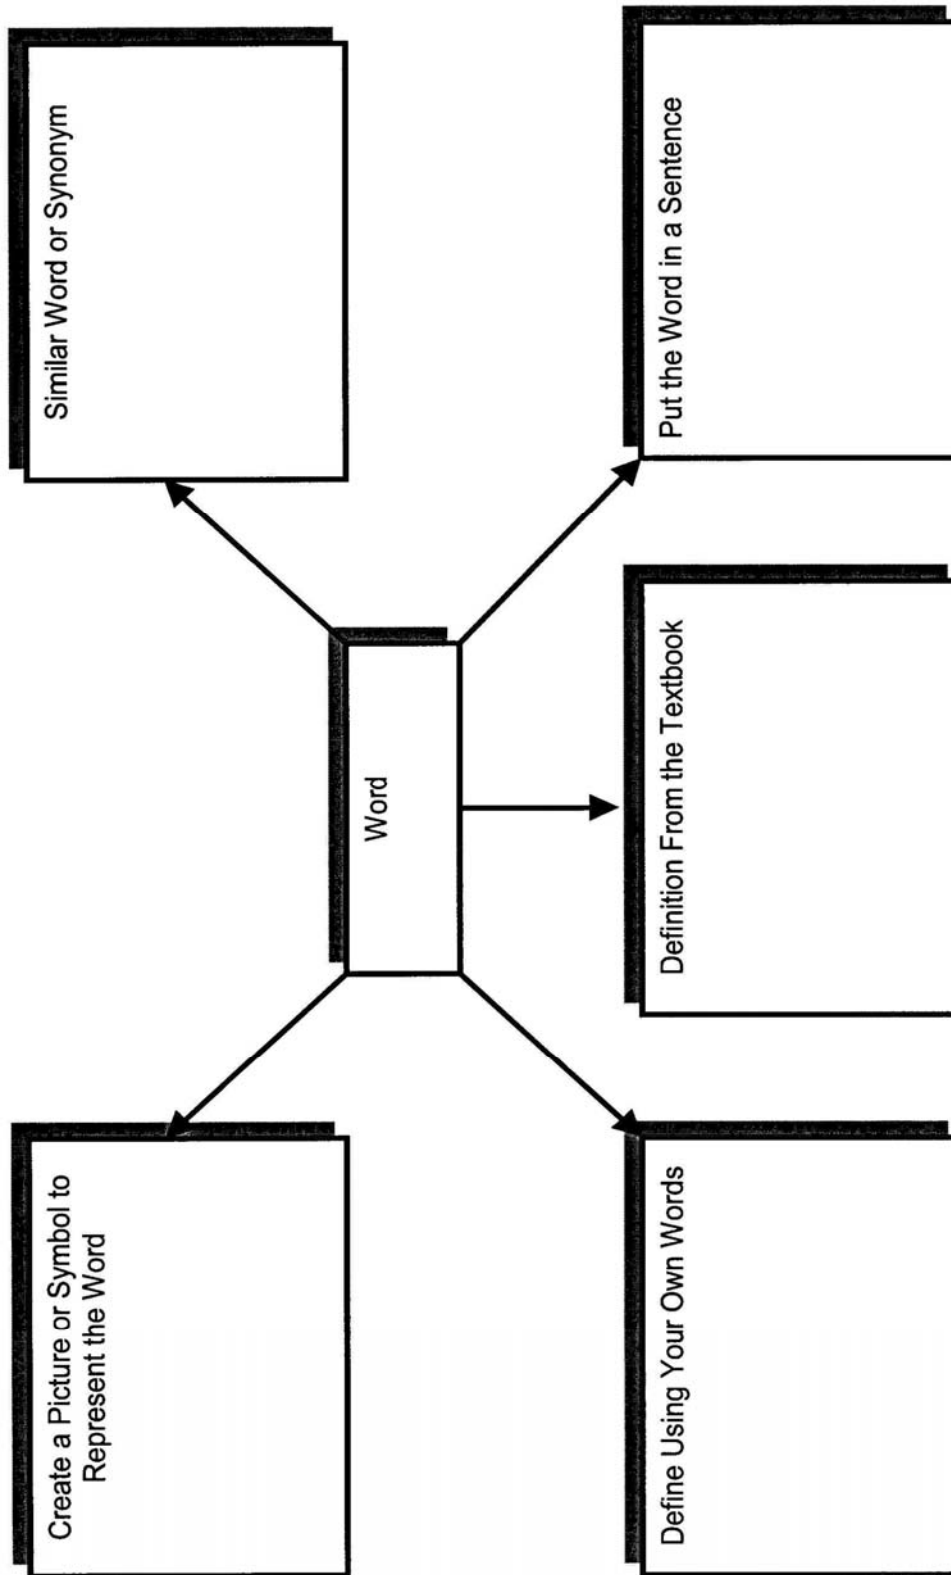 Create a Picture or Symbol to
Represent the Word
Similar Word or Synonym
Word
Define Using Your Own Words
Definition From the Textbook
Put the Word in a Sentence